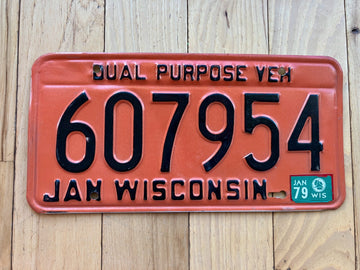 DUAL PURPOSE VEH
607954
JAN WISCONSIN
JAN
79 WIS